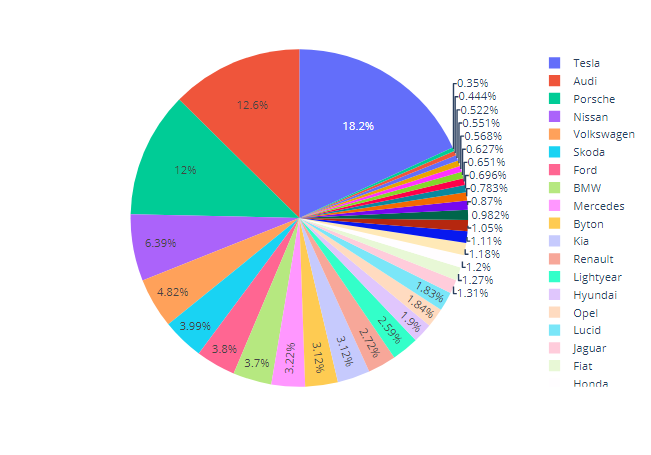 18.2%
12.6%
12%
6.39%
4.82%
3.99%
3.8%
3.7%
3.22%
3.12%
3.12%
2.72%
2.59%
1.9%
1.84%
1.83%
0.35%
0.444%
0.522%
0.551%
0.568%
0.627%
0.651%
0.696%
0.783%
0.87%
0.982%
1.05%
1.11%
1.18%
1.2%
1.27%
1.31%
Tesla
Audi
Porsche
Nissan
Volkswagen
Skoda
Ford
BMW
Mercedes
Byton
Kia
Renault
Lightyear
Hyundai
Opel
Lucid
Jaguar
Fiat
Honda